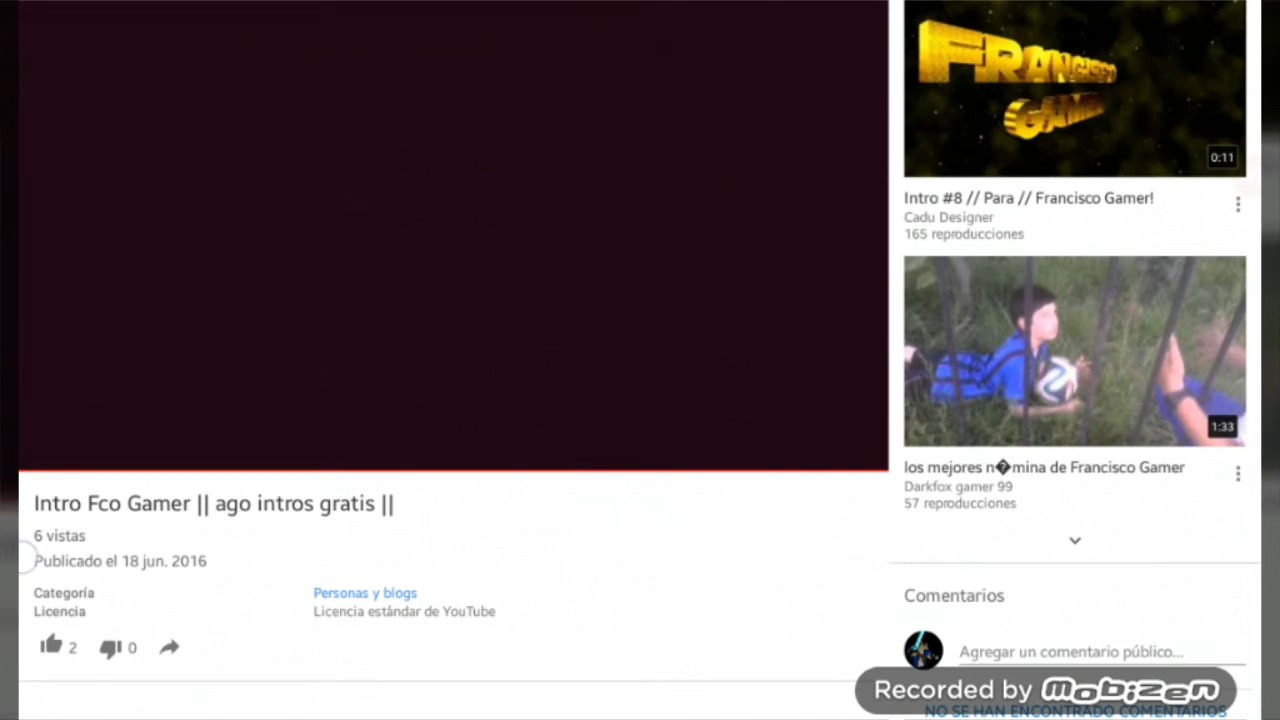 Intro Fco Gamer || ago intros gratis ||
6 vistas
Publicado el 18 jun. 2016
Categoría
Personas y blogs
Licencia
Licencia estándar de YouTube
2
0
FRANCISCO
GAMER
0:11
Intro #8 // Para // Francisco Gamer!
Cadu Designer
165 reproducciones
1:33
los mejores n�mina de Francisco Gamer
Darkfox gamer 99
57 reproducciones
Comentarios
Agregar un comentario público...
Recorded by Mobizen
NO SE HAN ENCONTRADO COMENTARIOS